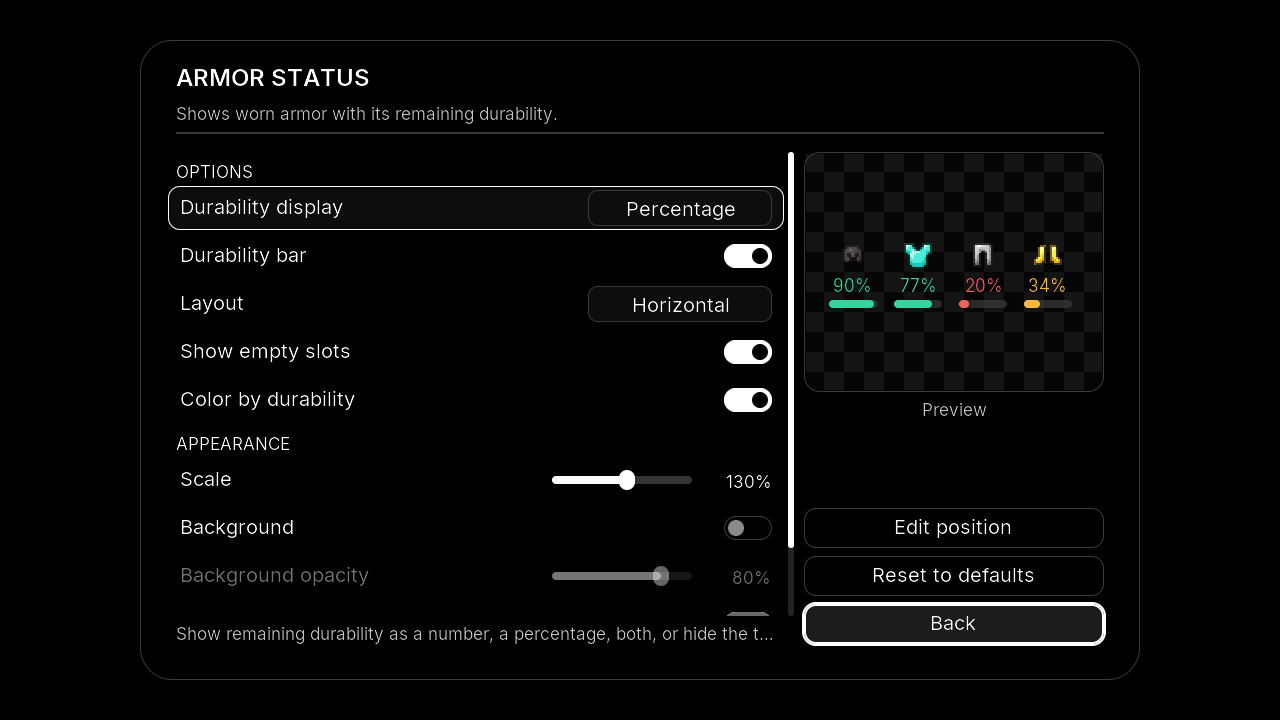 ARMOR STATUS
Shows worn armor with its remaining durability.
OPTIONS
Durability display
Percentage
Durability bar
Layout
Horizontal
Show empty slots
Color by durability
APPEARANCE
Scale
130%
Background
Background opacity
80%
Show remaining durability as a number, a percentage, both, or hide the t...
90% 77% 20% 34%
Preview
Edit position
Reset to defaults
Back